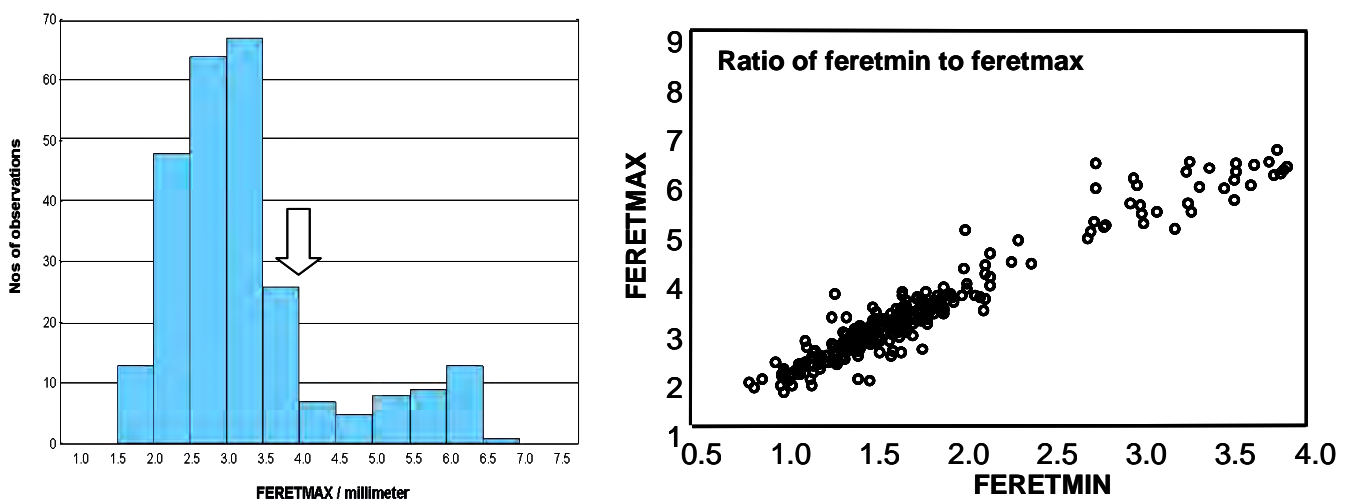 70
60
50
40
30
20
10
0
Nos of observations
1.0 1.5 2.0 2.5 3.0 3.5 4.0 4.5 5.0 5.5 6.0 6.5 7.0 7.5
FERETMAX / millimeter
Ratio of feretmin to feretmax
9
8
7
6
5
4
3
2
1
FERETMAX
0.5 1.0 1.5 2.0 2.5 3.0 3.5 4.0
FERETMIN